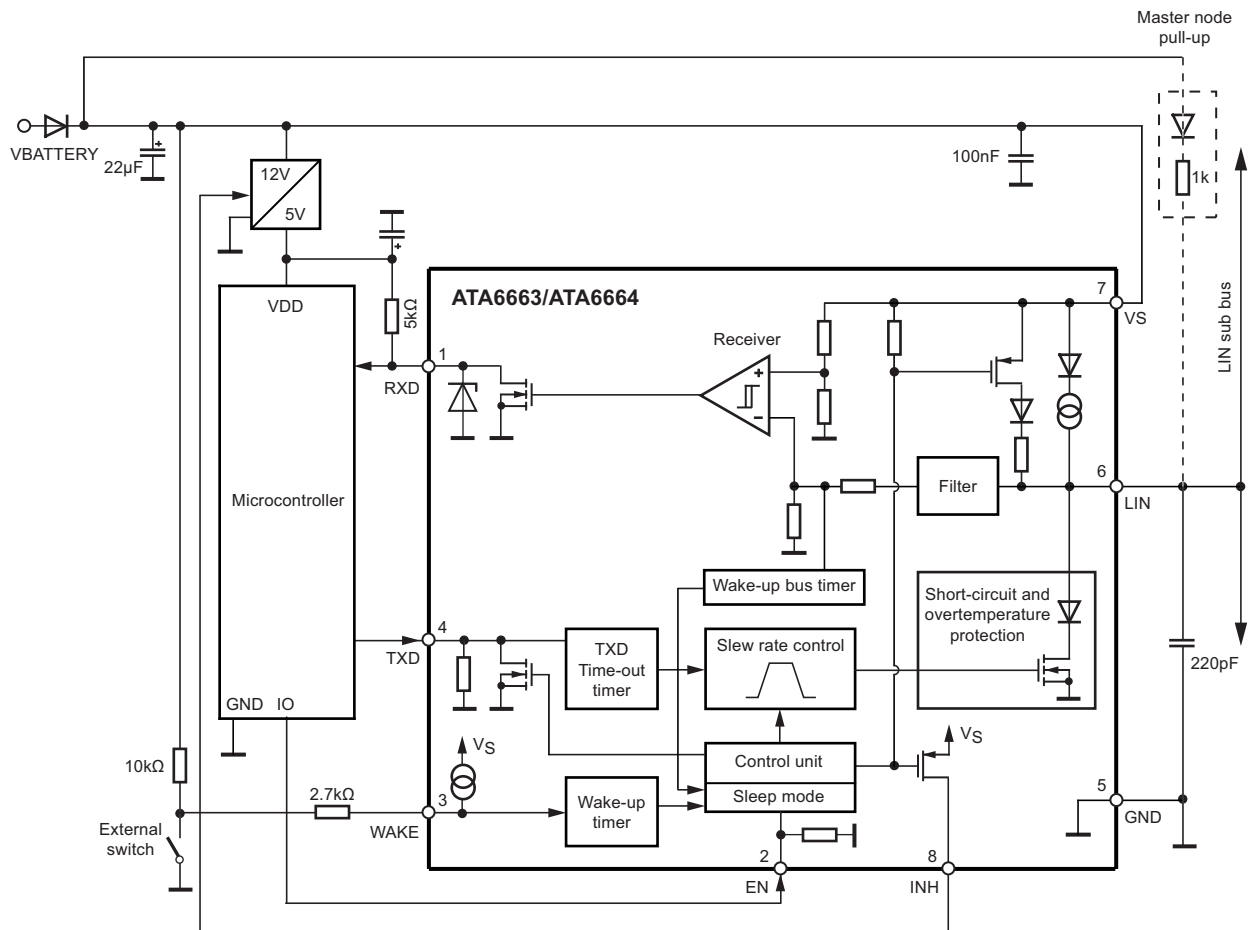 Master node
pull-up
VBATTERY
22µF
+
12V
5V
100nF
1k
+
LIN sub bus
VDD
5kΩ
ATA6663/ATA6664
7
VS
Receiver
+
-
1
RXD
Microcontroller
Filter
6
LIN
Wake-up bus timer
Short-circuit and
overtemperature
protection
4
TXD
TXD
Time-out
timer
Slew rate control
220pF
GND
IO
VS
VS
Control unit
Sleep mode
10kΩ
2.7kΩ
3
WAKE
Wake-up
timer
5
GND
External
switch
2
EN
8
INH